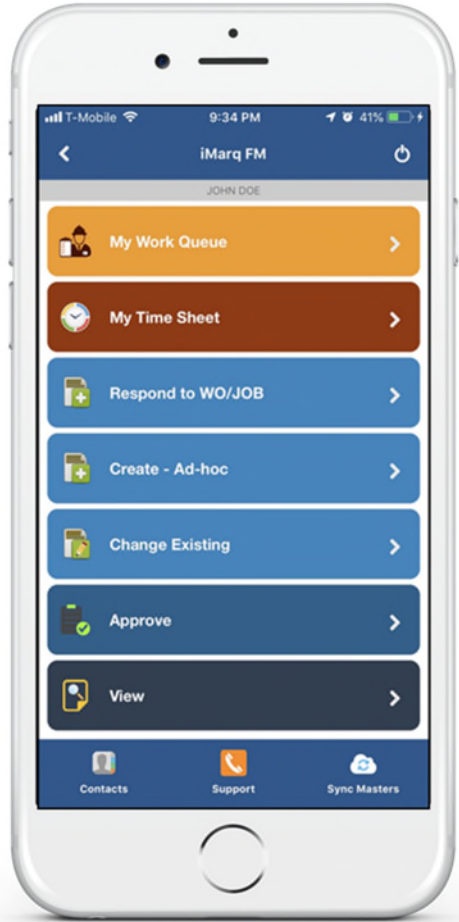 T-Mobile 9:34 PM 41%
iMarq FM
JOHN DOE
My Work Queue
My Time Sheet
Respond to WO/JOB
Create - Ad-hoc
Change Existing
Approve
View
Contacts Support Sync Masters